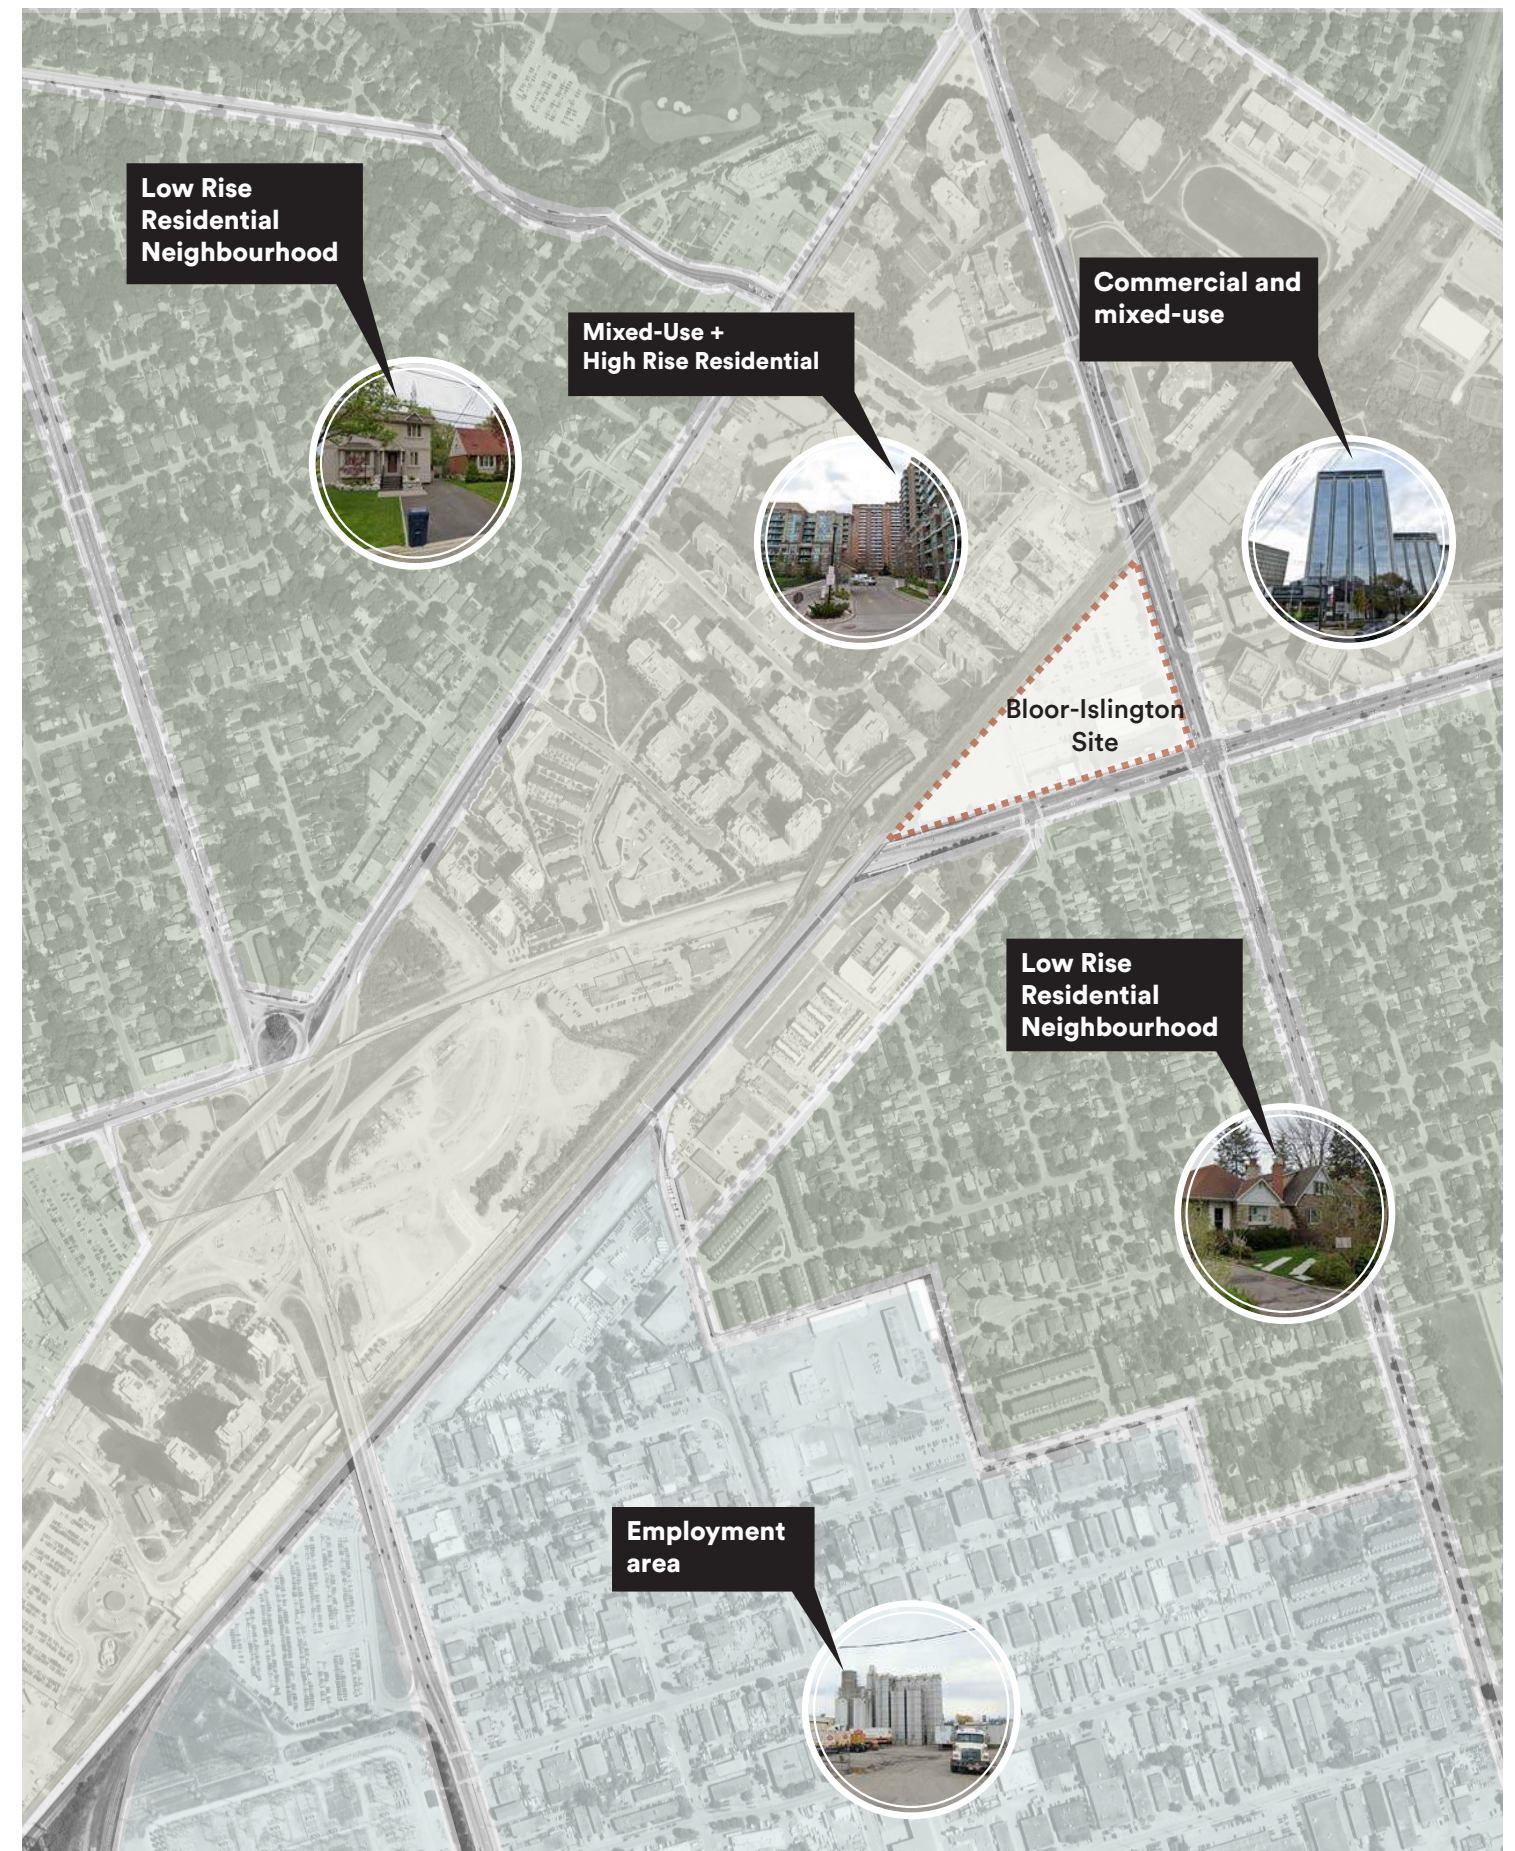 Low Rise
Residential
Neighbourhood
Mixed-Use +
High Rise Residential
Commercial and
mixed-use
Bloor-Islington
Site
Low Rise
Residential
Neighbourhood
Employment
area